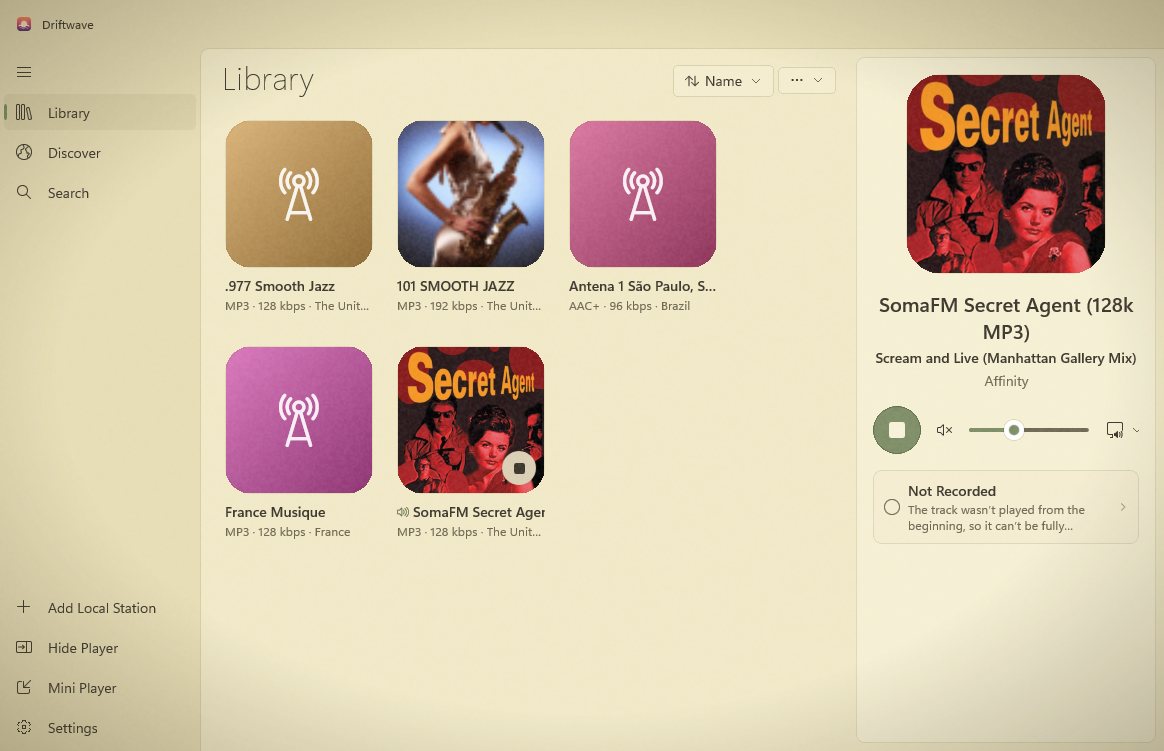 Driftwave
Library
Discover
Search
Add Local Station
Hide Player
Mini Player
Settings
Library
Name
.977 Smooth Jazz
MP3 · 128 kbps · The Unit...
101 SMOOTH JAZZ
MP3 · 192 kbps · The Unit...
Antena 1 São Paulo, S...
AAC+ · 96 kbps · Brazil
France Musique
MP3 · 128 kbps · France
Secret Agent
SomaFM Secret Ager
MP3 · 128 kbps · The Unit...
Secret Agent
SomaFM Secret Agent (128k
MP3)
Scream and Live (Manhattan Gallery Mix)
Affinity
Not Recorded
The track wasn't played from the
beginning, so it can't be fully...